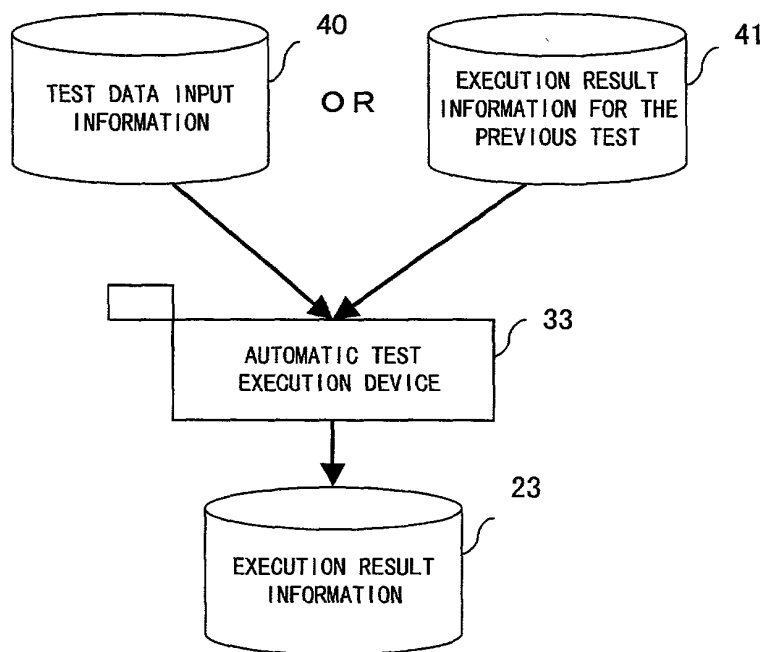 40
TEST DATA INPUT
INFORMATION
OR
41
EXECUTION RESULT
INFORMATION FOR THE
PREVIOUS TEST
33
AUTOMATIC TEST
EXECUTION DEVICE
23
EXECUTION RESULT
INFORMATION